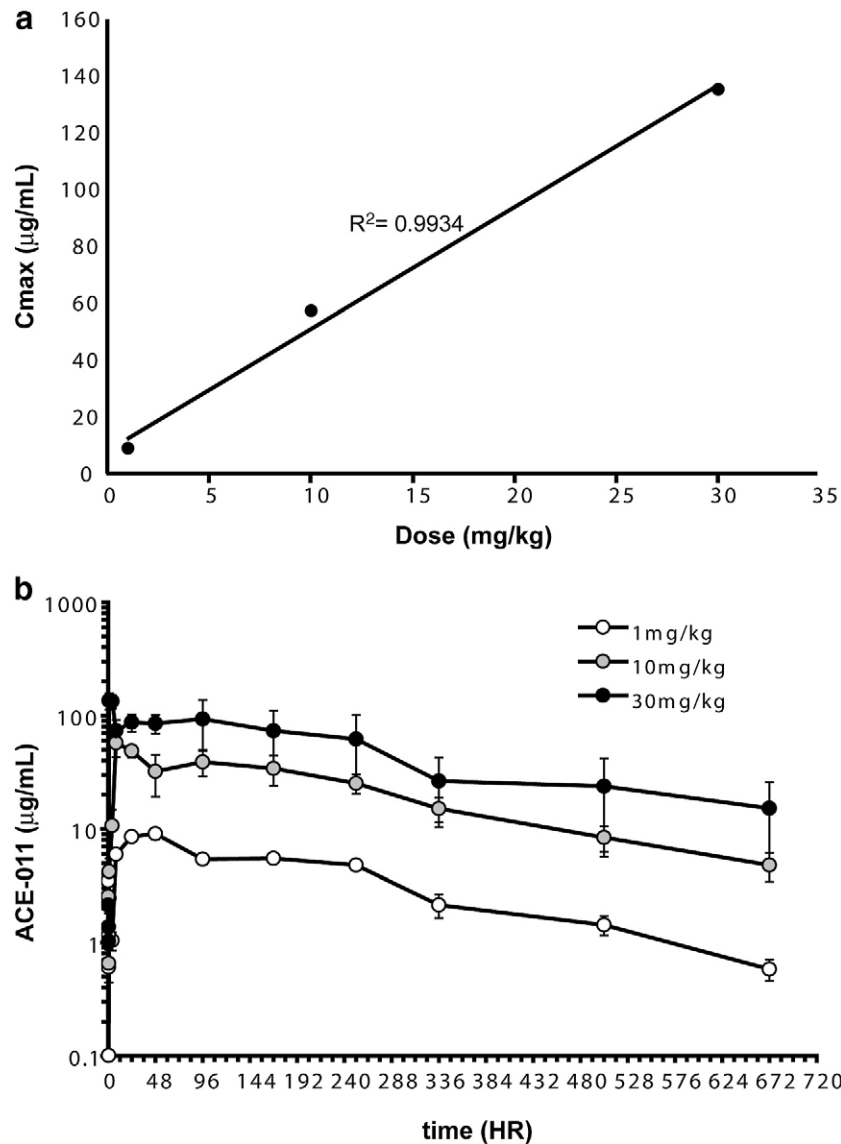 a
160
140
120
100
80
60
40
20
0
Cmax (µg/mL)
R²= 0.9934
0 5 10 15 20 25 30 35
Dose (mg/kg)
b
1000
100
10
1
0.1
ACE-011 (µg/mL)
1mg/kg
10mg/kg
30mg/kg
0 48 96 144 192 240 288 336 384 432 480 528 576 624 672 720
time (HR)